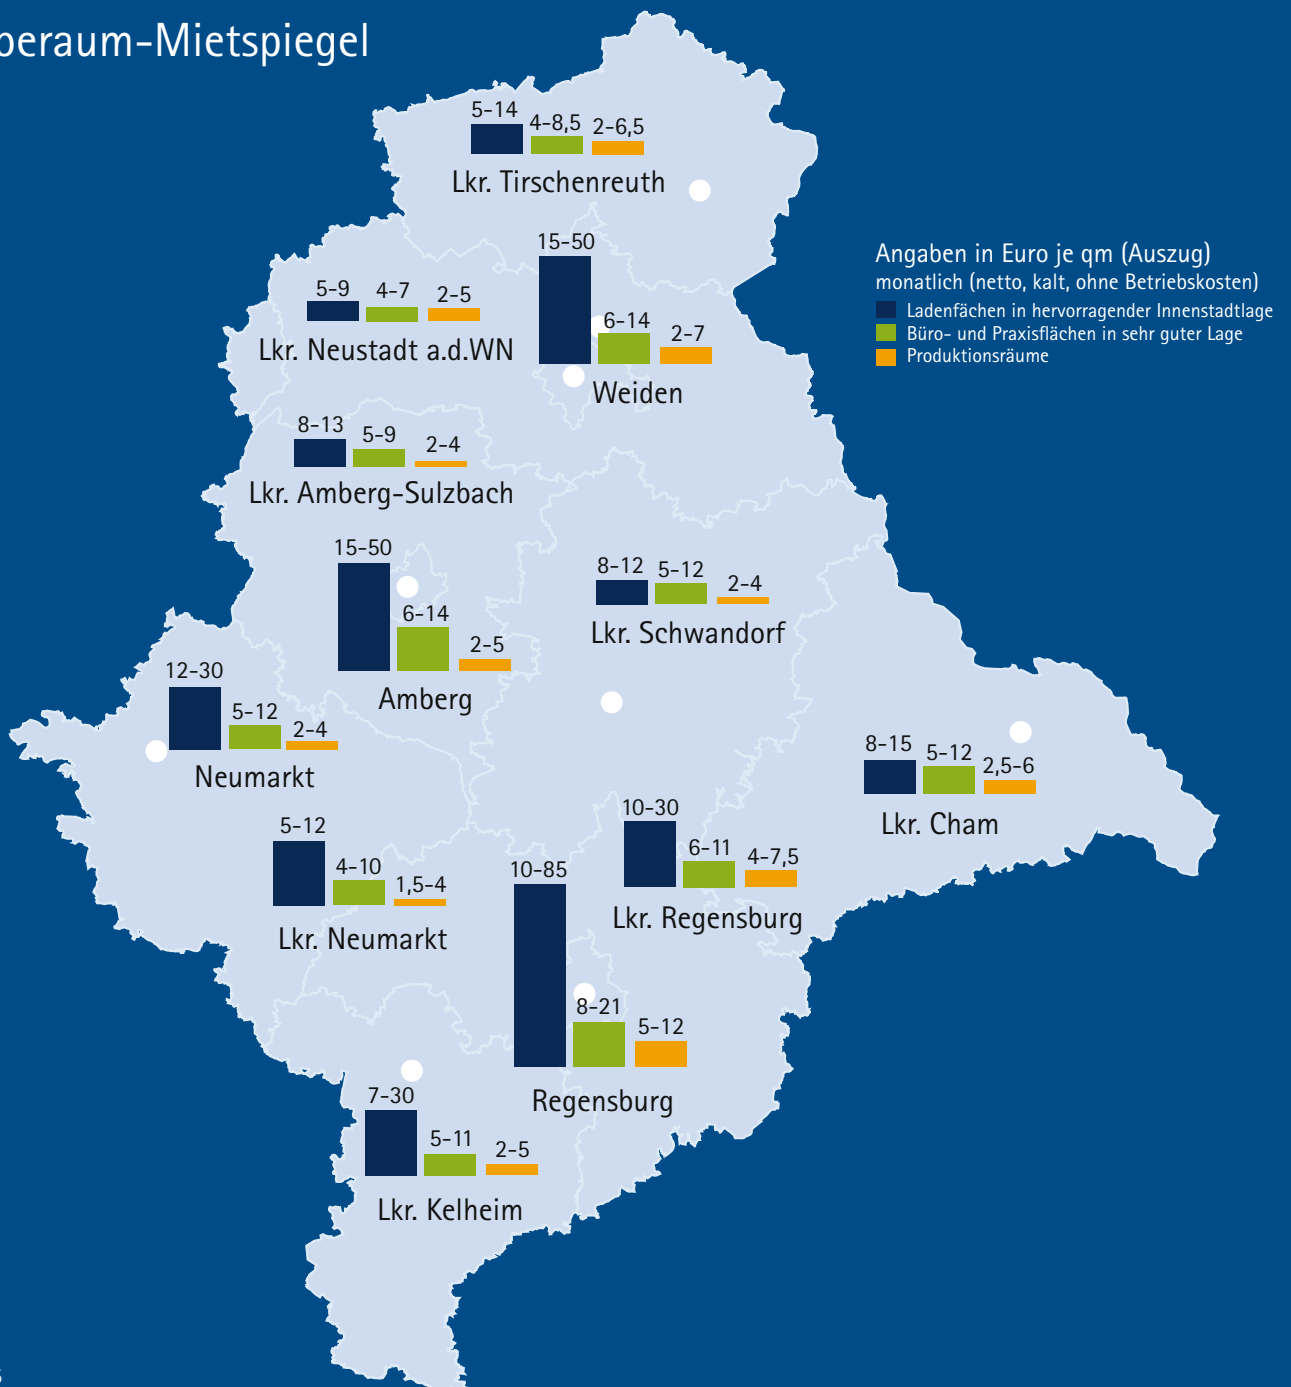 beraum-Mietspiegel
5-14 4-8,5 2-6,5
Lkr. Tirschenreuth
15-50 6-14 2-7
Weiden
Angaben in Euro je qm (Auszug)
monatlich (netto, kalt, ohne Betriebskosten)
Ladenfächen in hervorragender Innenstadtlage
Büro- und Praxisflächen in sehr guter Lage
Produktionsräume
5-9 4-7 2-5
Lkr. Neustadt a.d.WN
8-13 5-9 2-4
Lkr. Amberg-Sulzbach
15-50 6-14 2-5
Amberg
8-12 5-12 2-4
Lkr. Schwandorf
12-30 5-12 2-4
Neumarkt
8-15 5-12 2,5-6
Lkr. Cham
5-12 4-10 1,5-4
Lkr. Neumarkt
10-30 6-11 4-7,5
Lkr. Regensburg
10-85 8-21 5-12
Regensburg
7-30 5-11 2-5
Lkr. Kelheim